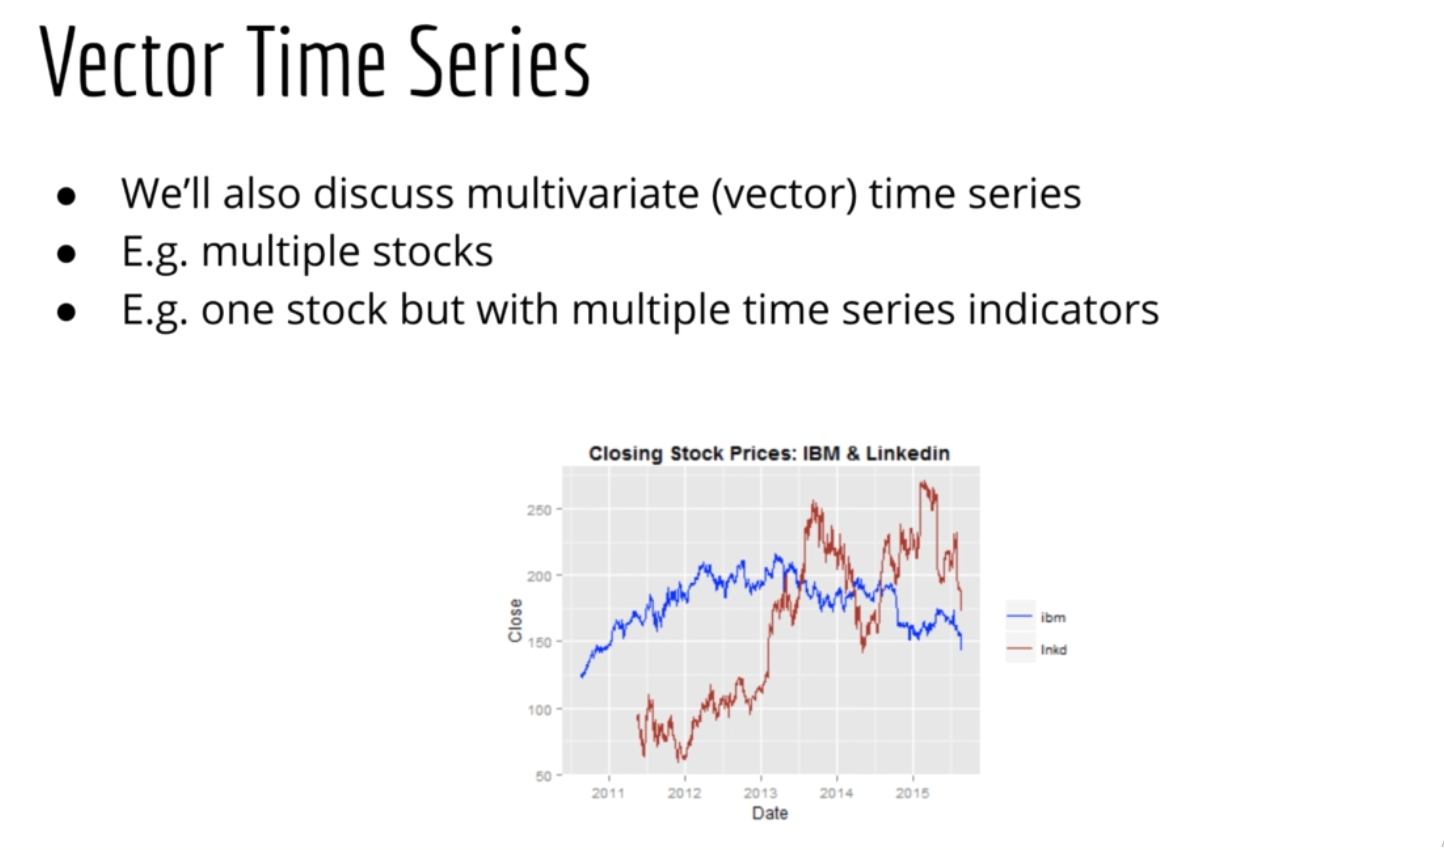 Vector Time Series
● We'll also discuss multivariate (vector) time series
● E.g. multiple stocks
● E.g. one stock but with multiple time series indicators
Closing Stock Prices: IBM & Linkedin
250
200
150
100
50
Close
2011 2012 2013 2014 2015
Date
ibm
lnkd